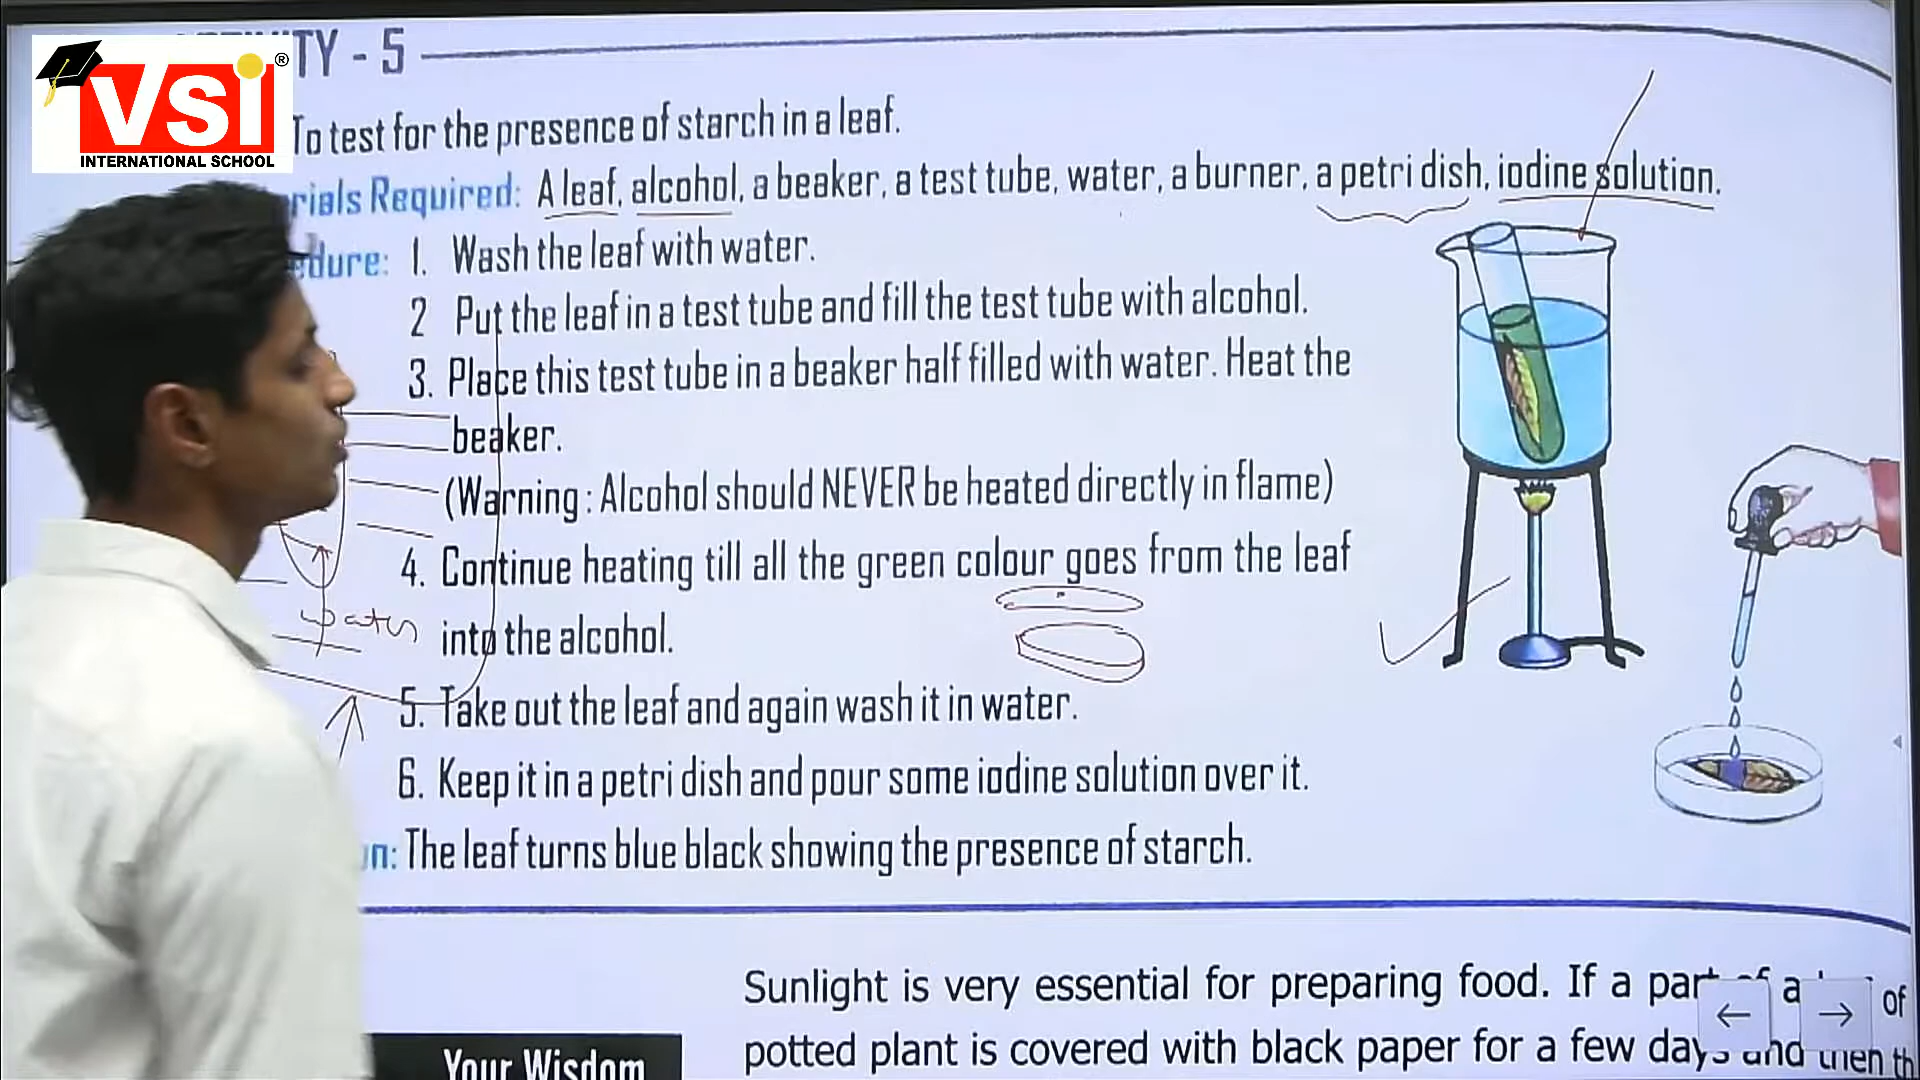 TY - 5
VSI ®
INTERNATIONAL SCHOOL
To test for the presence of starch in a leaf.
rials Required: A leaf, alcohol, a beaker, a test tube, water, a burner, a petri dish, iodine solution.
edure: 1. Wash the leaf with water.
2 Put the leaf in a test tube and fill the test tube with alcohol.
3. Place this test tube in a beaker half filled with water. Heat the
beaker.
(Warning : Alcohol should NEVER be heated directly in flame)
4. Continue heating till all the green colour goes from the leaf
water
into the alcohol.
5. Take out the leaf and again wash it in water.
6. Keep it in a petri dish and pour some iodine solution over it.
n: The leaf turns blue black showing the presence of starch.
Sunlight is very essential for preparing food. If a part of a of
potted plant is covered with black paper for a few days and then th
Your Wisdom